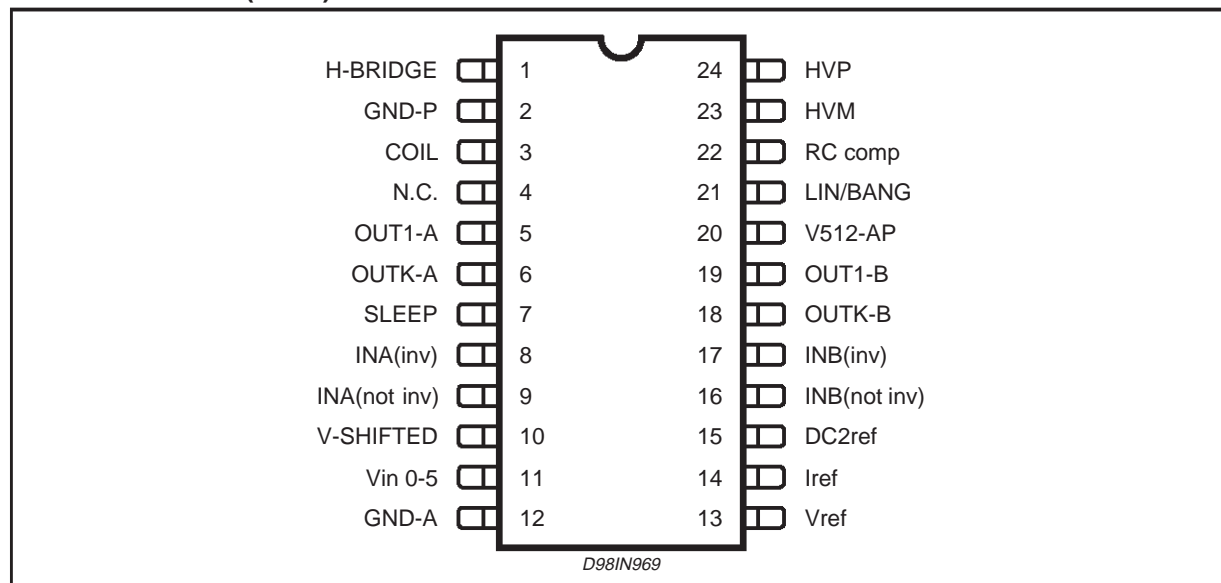 H-BRIDGE 1 24 HVP
GND-P 2 23 HVM
COIL 3 22 RC comp
N.C. 4 21 LIN/BANG
OUT1-A 5 20 V512-AP
OUTK-A 6 19 OUT1-B
SLEEP 7 18 OUTK-B
INA(inv) 8 17 INB(inv)
INA(not inv) 9 16 INB(not inv)
V-SHIFTED 10 15 DC2ref
Vin 0-5 11 14 Iref
GND-A 12 13 Vref
D98IN969